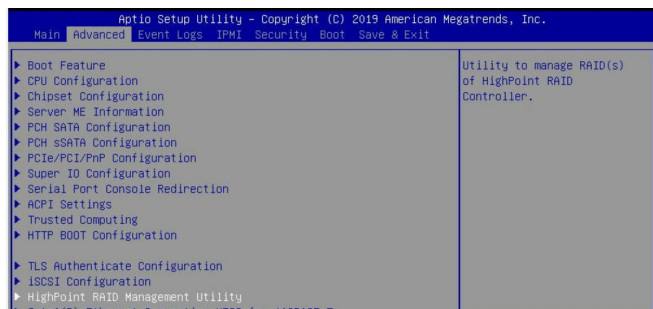 Aptio Setup Utility – Copyright (C) 2019 American Megatrends, Inc.
Main Advanced Event Logs IPMI Security Boot Save & Exit
▶ Boot Feature
▶ CPU Configuration
▶ Chipset Configuration
▶ Server ME Information
▶ PCH SATA Configuration
▶ PCH sSATA Configuration
▶ PCIe/PCI/PnP Configuration
▶ Super IO Configuration
▶ Serial Port Console Redirection
▶ ACPI Settings
▶ Trusted Computing
▶ HTTP BOOT Configuration
▶ TLS Authenticate Configuration
▶ iSCSI Configuration
▶ HighPoint RAID Management Utility
Utility to manage RAID(s)
of HighPoint RAID
Controller.